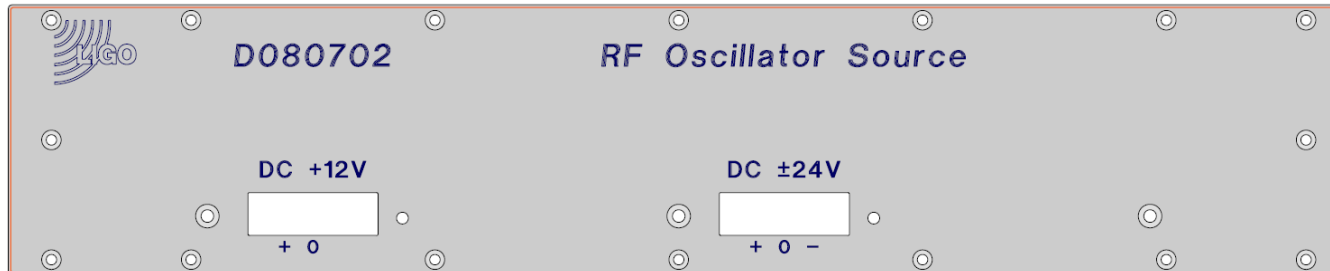 LIGO
D080702
RF Oscillator Source
DC +12V
DC ±24V
+ 0
+ 0 -